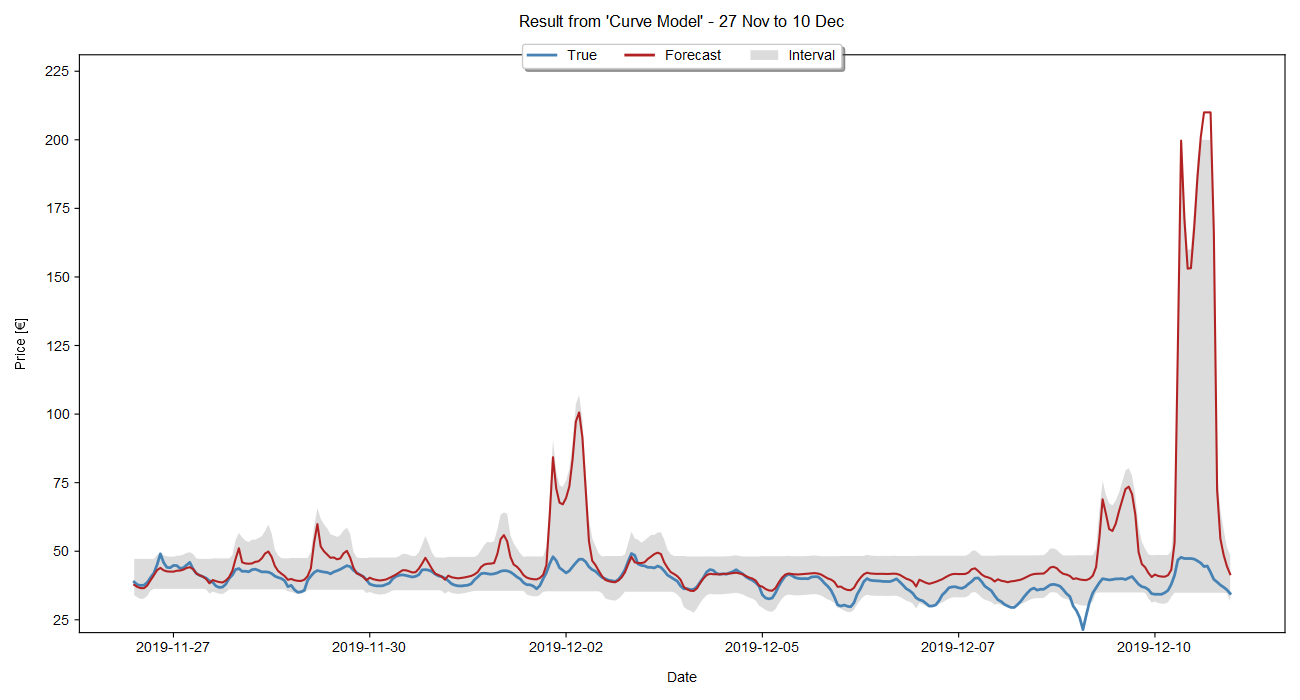 Result from 'Curve Model' - 27 Nov to 10 Dec
True Forecast Interval
225
200
175
150
125
100
75
50
25
Price [€]
2019-11-27 2019-11-30 2019-12-02 2019-12-05 2019-12-07 2019-12-10
Date